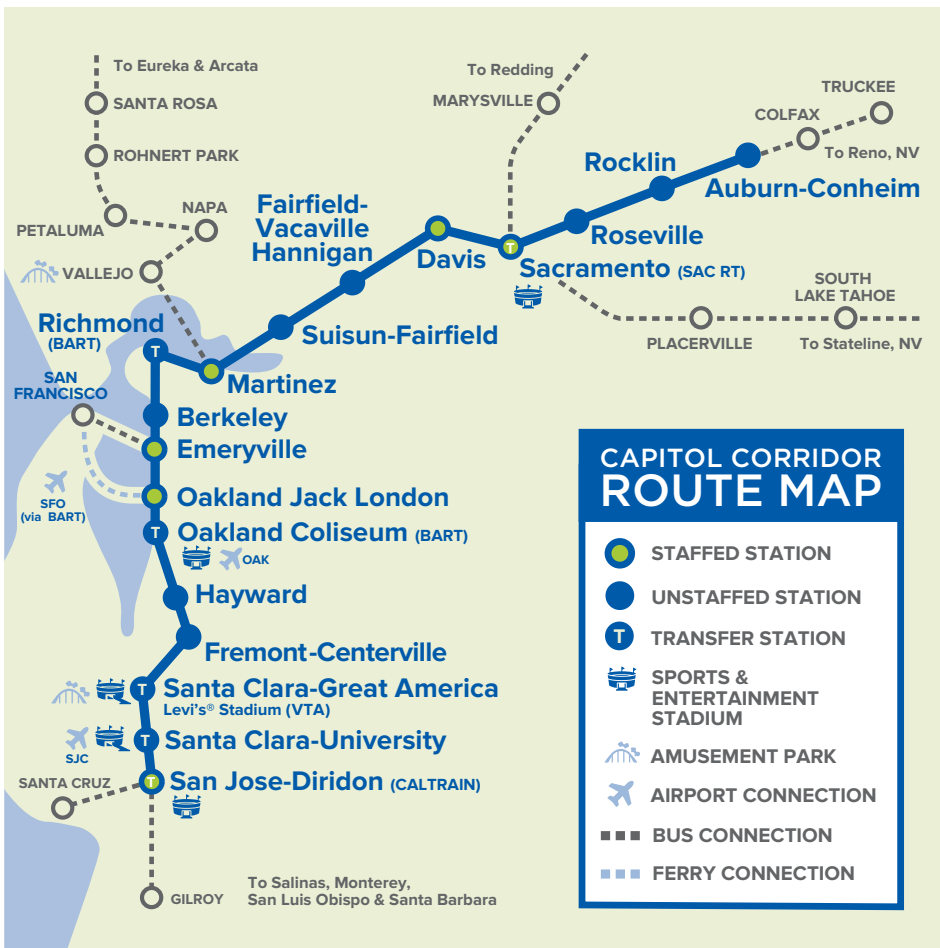 To Eureka & Arcata
SANTA ROSA
ROHNERT PARK
PETALUMA
NAPA
VALLEJO
To Redding
MARYSVILLE
TRUCKEE
COLFAX
To Reno, NV
Auburn-Conheim
Rocklin
Roseville
Sacramento (SAC RT)
T
Davis
Fairfield-
Vacaville
Hannigan
Suisun-Fairfield
SOUTH
LAKE TAHOE
PLACERVILLE
To Stateline, NV
Richmond
(BART)
T
Martinez
SAN
FRANCISCO
Berkeley
Emeryville
Oakland Jack London
SFO
(via BART)
T
Oakland Coliseum (BART)
OAK
Hayward
Fremont-Centerville
T
Santa Clara-Great America
Levi's® Stadium (VTA)
T
Santa Clara-University
SJC
T
San Jose-Diridon (CALTRAIN)
SANTA CRUZ
GILROY
To Salinas, Monterey,
San Luis Obispo & Santa Barbara
CAPITOL CORRIDOR
ROUTE MAP
STAFFED STATION
UNSTAFFED STATION
T
TRANSFER STATION
SPORTS &
ENTERTAINMENT
STADIUM
AMUSEMENT PARK
AIRPORT CONNECTION
BUS CONNECTION
FERRY CONNECTION